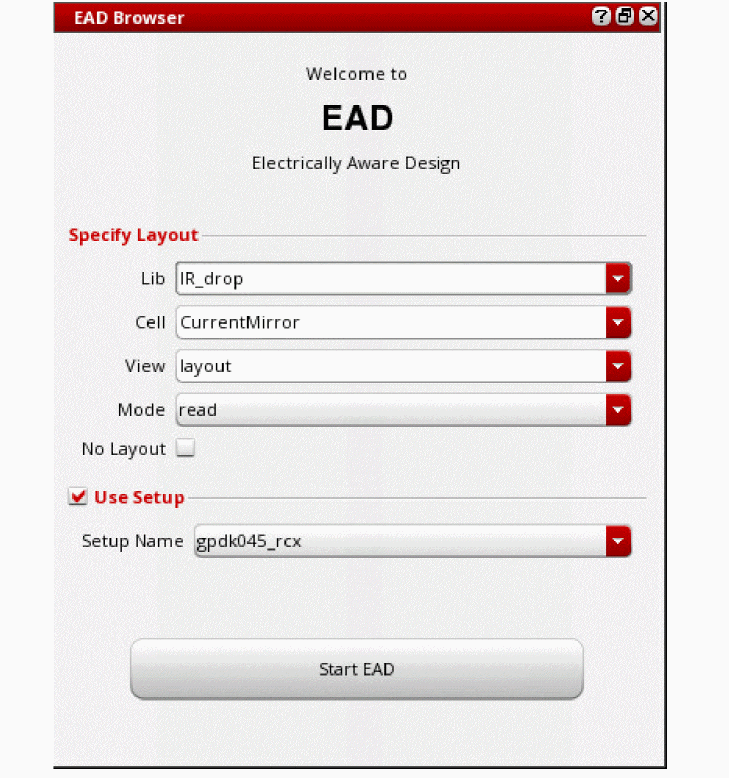 EAD Browser
Welcome to
EAD
Electrically Aware Design
Specify Layout
Lib IR_drop
Cell CurrentMirror
View layout
Mode read
No Layout
Use Setup
Setup Name gpdk045_rcx
Start EAD